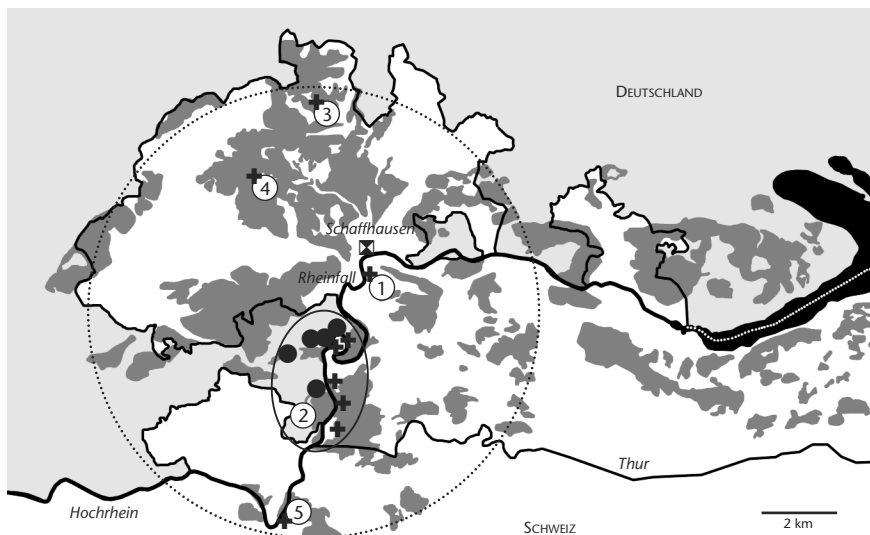 DEUTSCHLAND
3
4
Schaffhausen
Rheinfall
1
2
Thur
5
Hochrhein
SCHWEIZ
2 km